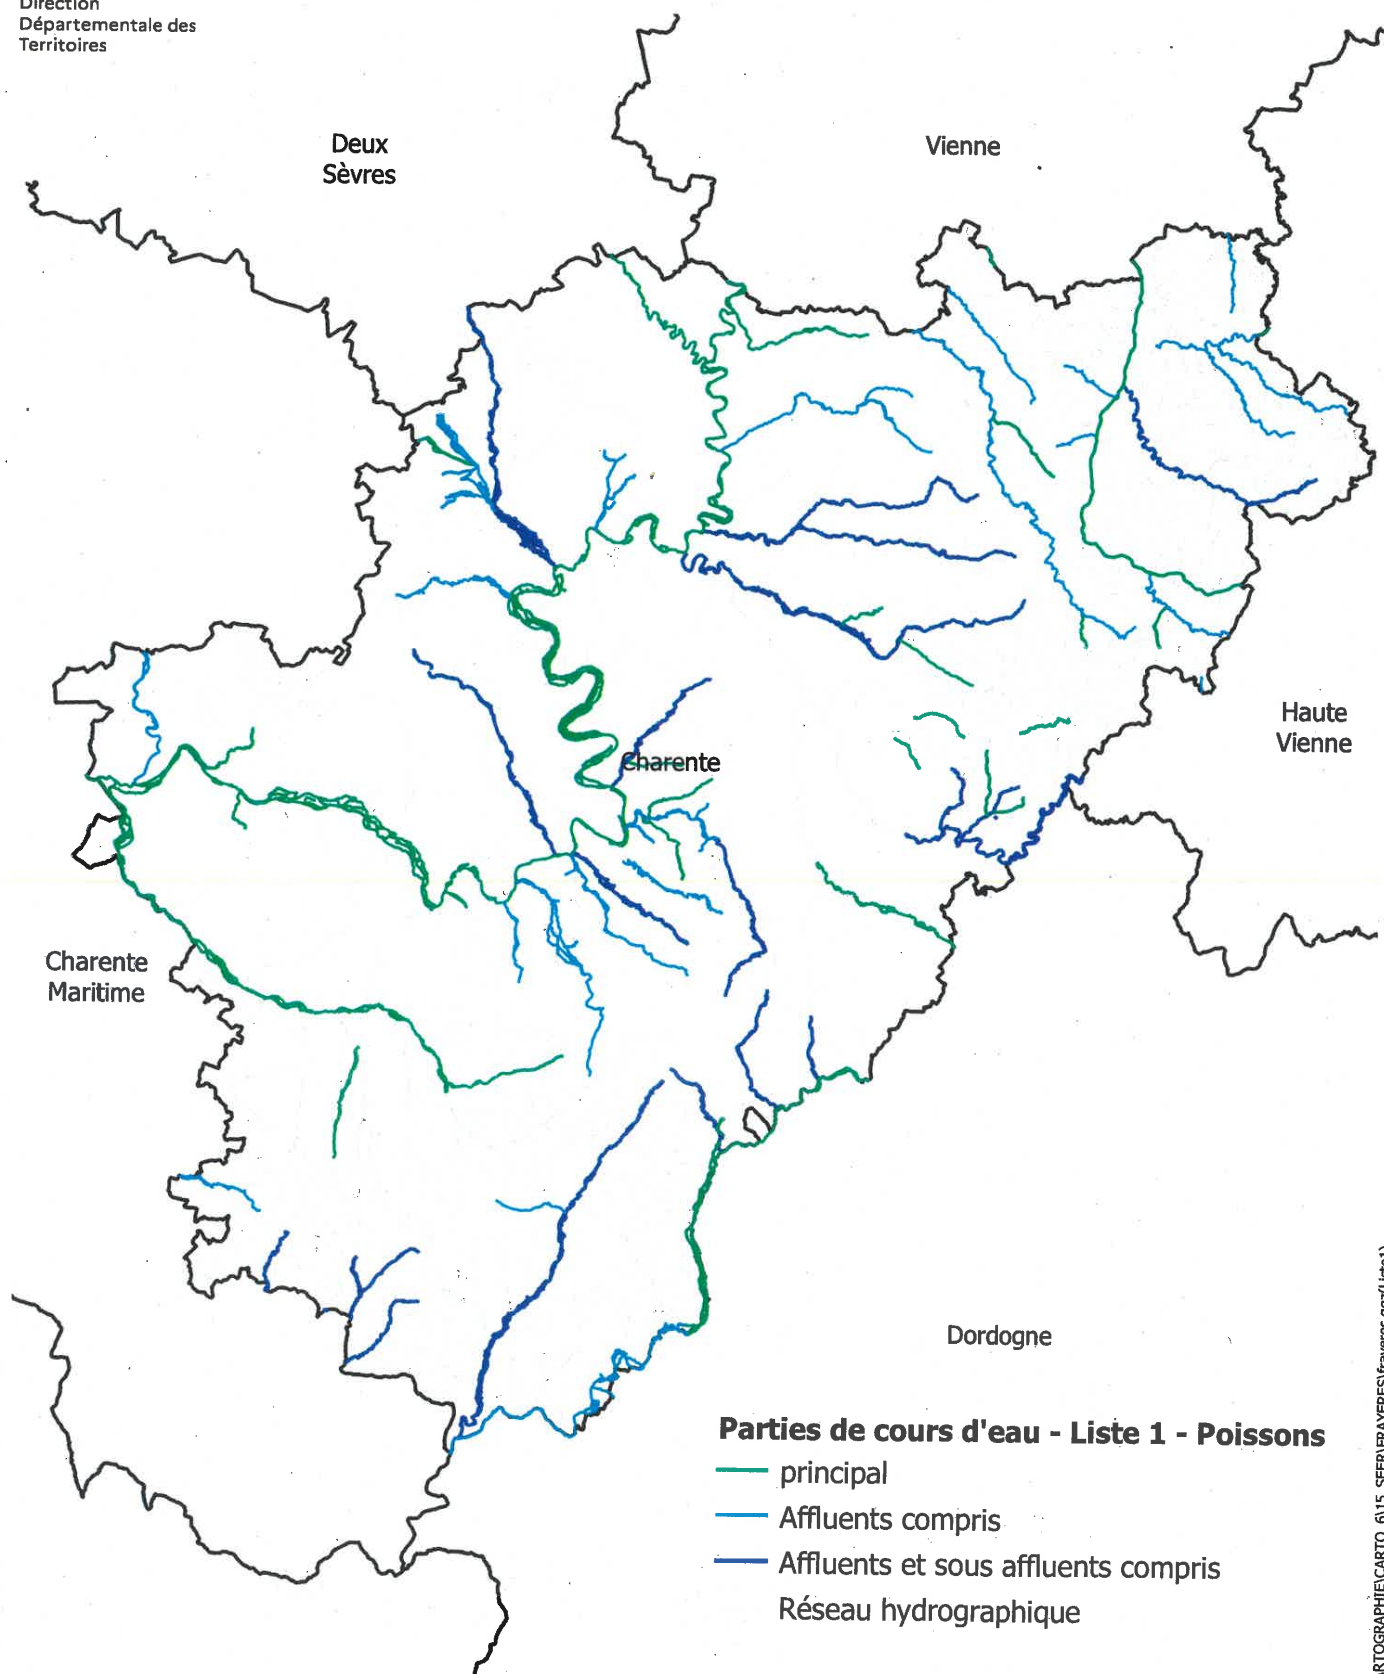 Direction
Départementale des
Territoires
Deux
Sèvres
Vienne
Haute
Vienne
Charente
Charente
Maritime
Dordogne
Parties de cours d'eau - Liste 1 - Poissons
principal
Affluents compris
Affluents et sous affluents compris
Réseau hydrographique